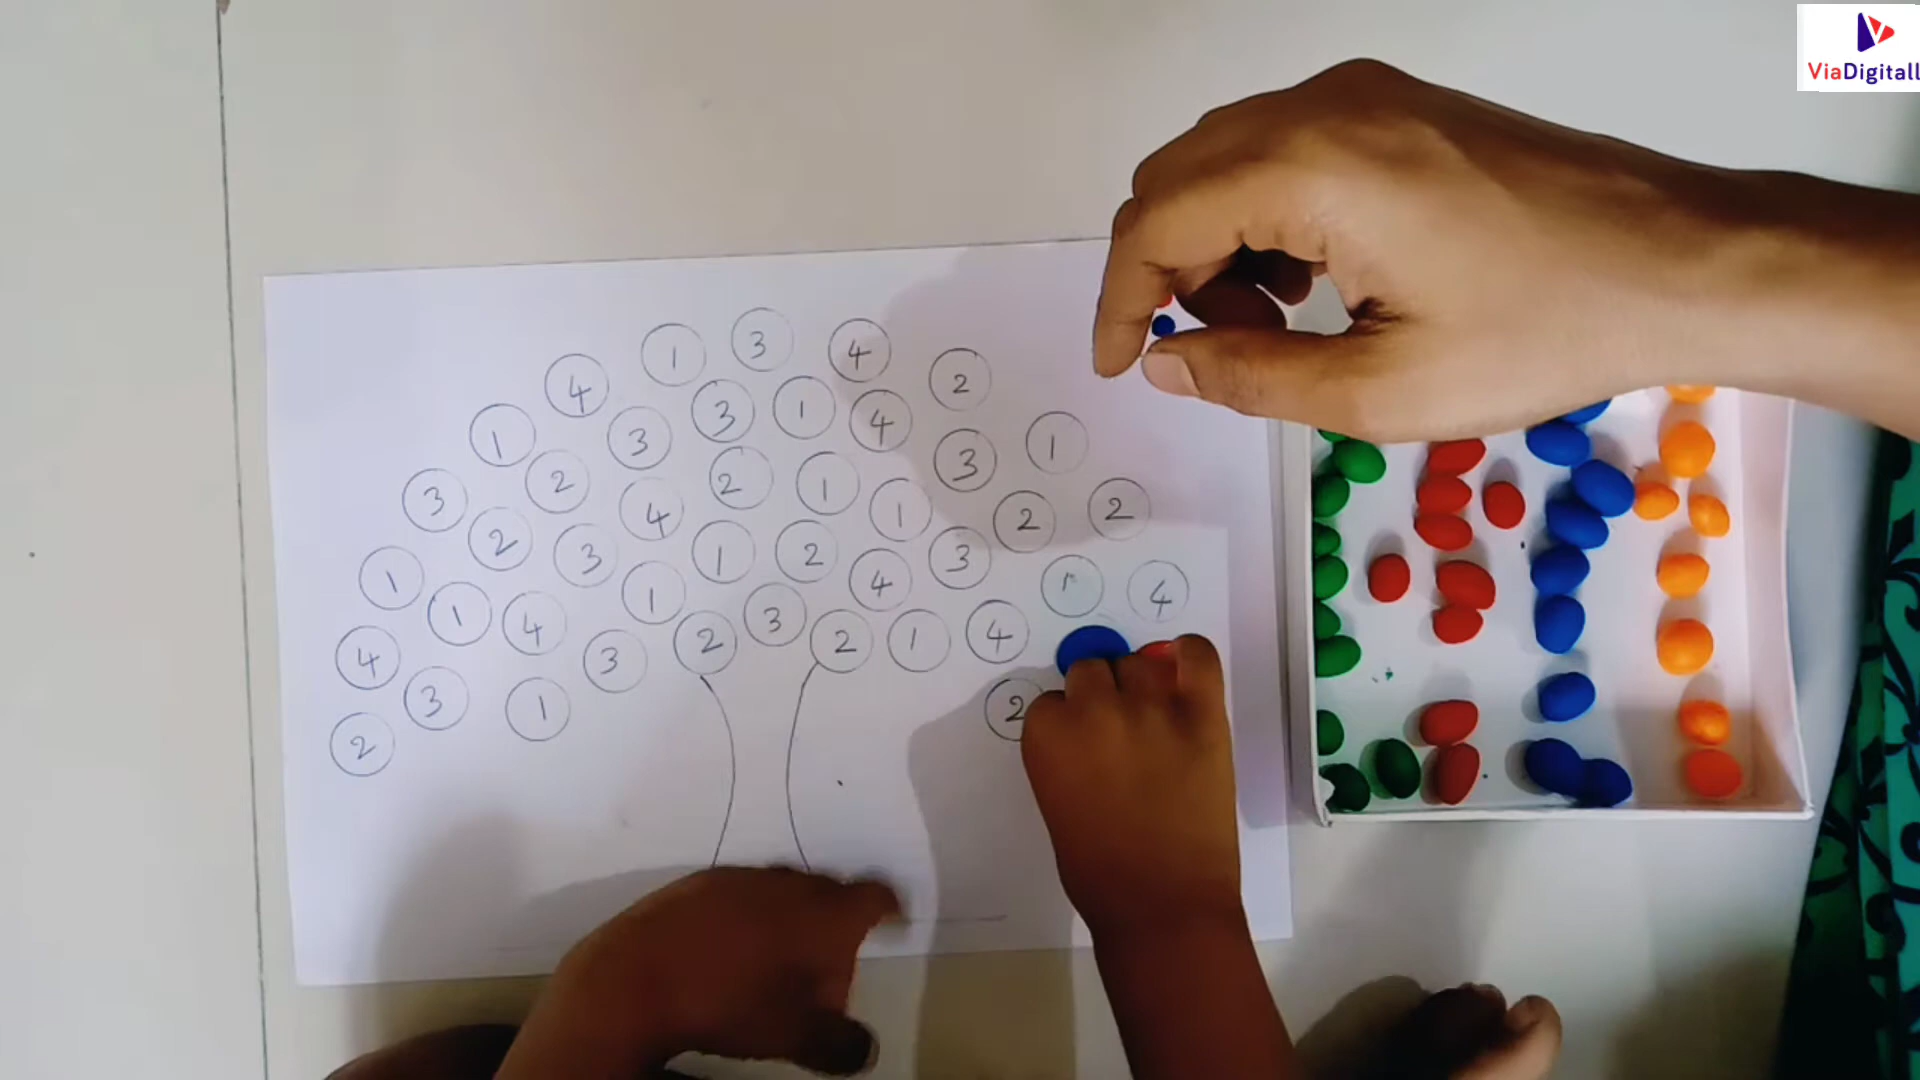 ViaDigitall
1 3 4 2
4 3 1 4
1 3 3 1
3 2 2 1
2 4 1 2 2
1 3 1 2 3
1 4 1 4 4
4 3 2 3 2 1 4
3 1 2
2